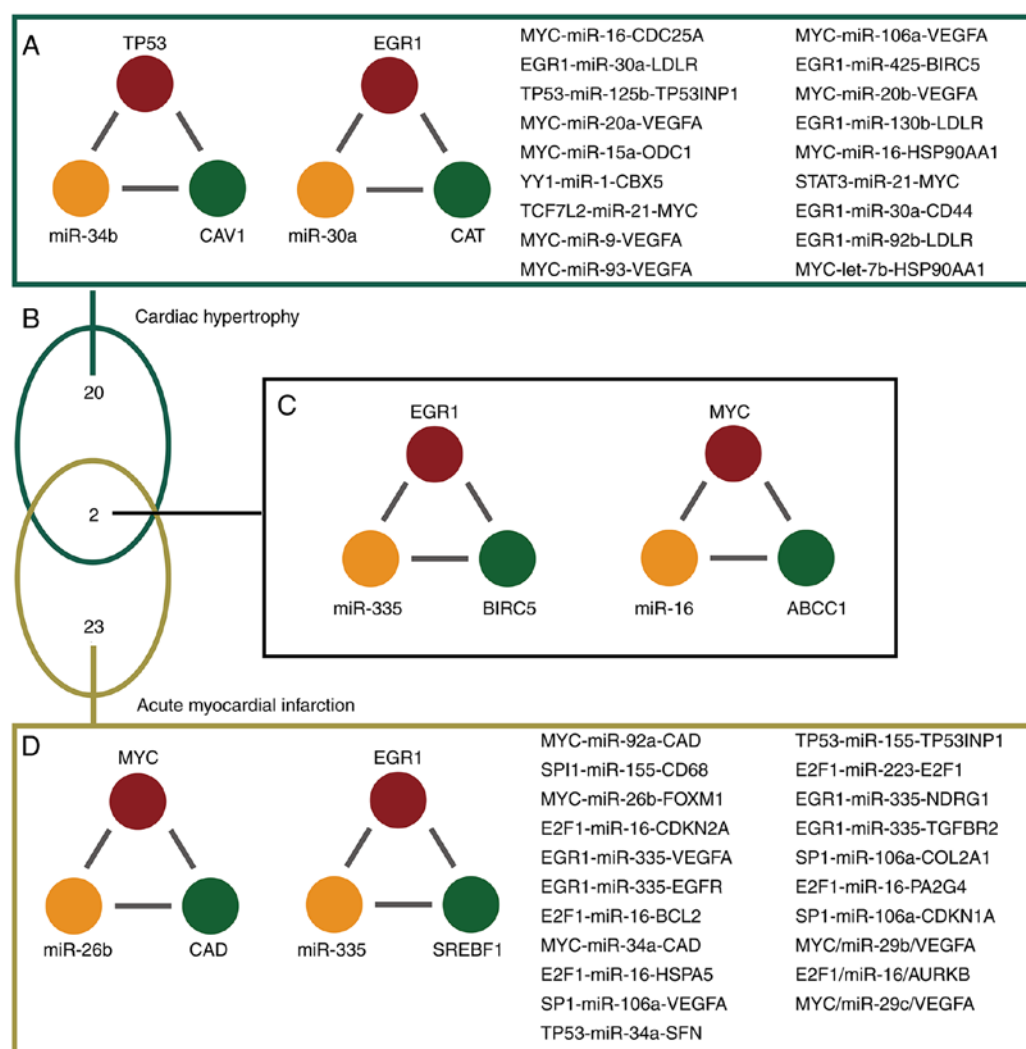 A
TP53
EGR1
miR-34b
CAV1
miR-30a
CAT
MYC-miR-16-CDC25A
EGR1-miR-30a-LDLR
TP53-miR-125b-TP53INP1
MYC-miR-20a-VEGFA
MYC-miR-15a-ODC1
YY1-miR-1-CBX5
TCF7L2-miR-21-MYC
MYC-miR-9-VEGFA
MYC-miR-93-VEGFA
MYC-miR-106a-VEGFA
EGR1-miR-425-BIRC5
MYC-miR-20b-VEGFA
EGR1-miR-130b-LDLR
MYC-miR-16-HSP90AA1
STAT3-miR-21-MYC
EGR1-miR-30a-CD44
EGR1-miR-92b-LDLR
MYC-let-7b-HSP90AA1
B
Cardiac hypertrophy
20
2
23
Acute myocardial infarction
C
EGR1
MYC
miR-335
BIRC5
miR-16
ABCC1
D
MYC
EGR1
miR-26b
CAD
miR-335
SREBF1
MYC-miR-92a-CAD
SPI1-miR-155-CD68
MYC-miR-26b-FOXM1
E2F1-miR-16-CDKN2A
EGR1-miR-335-VEGFA
EGR1-miR-335-EGFR
E2F1-miR-16-BCL2
MYC-miR-34a-CAD
E2F1-miR-16-HSPA5
SP1-miR-106a-VEGFA
TP53-miR-34a-SFN
TP53-miR-155-TP53INP1
E2F1-miR-223-E2F1
EGR1-miR-335-NDRG1
EGR1-miR-335-TGFBR2
SP1-miR-106a-COL2A1
E2F1-miR-16-PA2G4
SP1-miR-106a-CDKN1A
MYC/miR-29b/VEGFA
E2F1/miR-16/AURKB
MYC/miR-29c/VEGFA